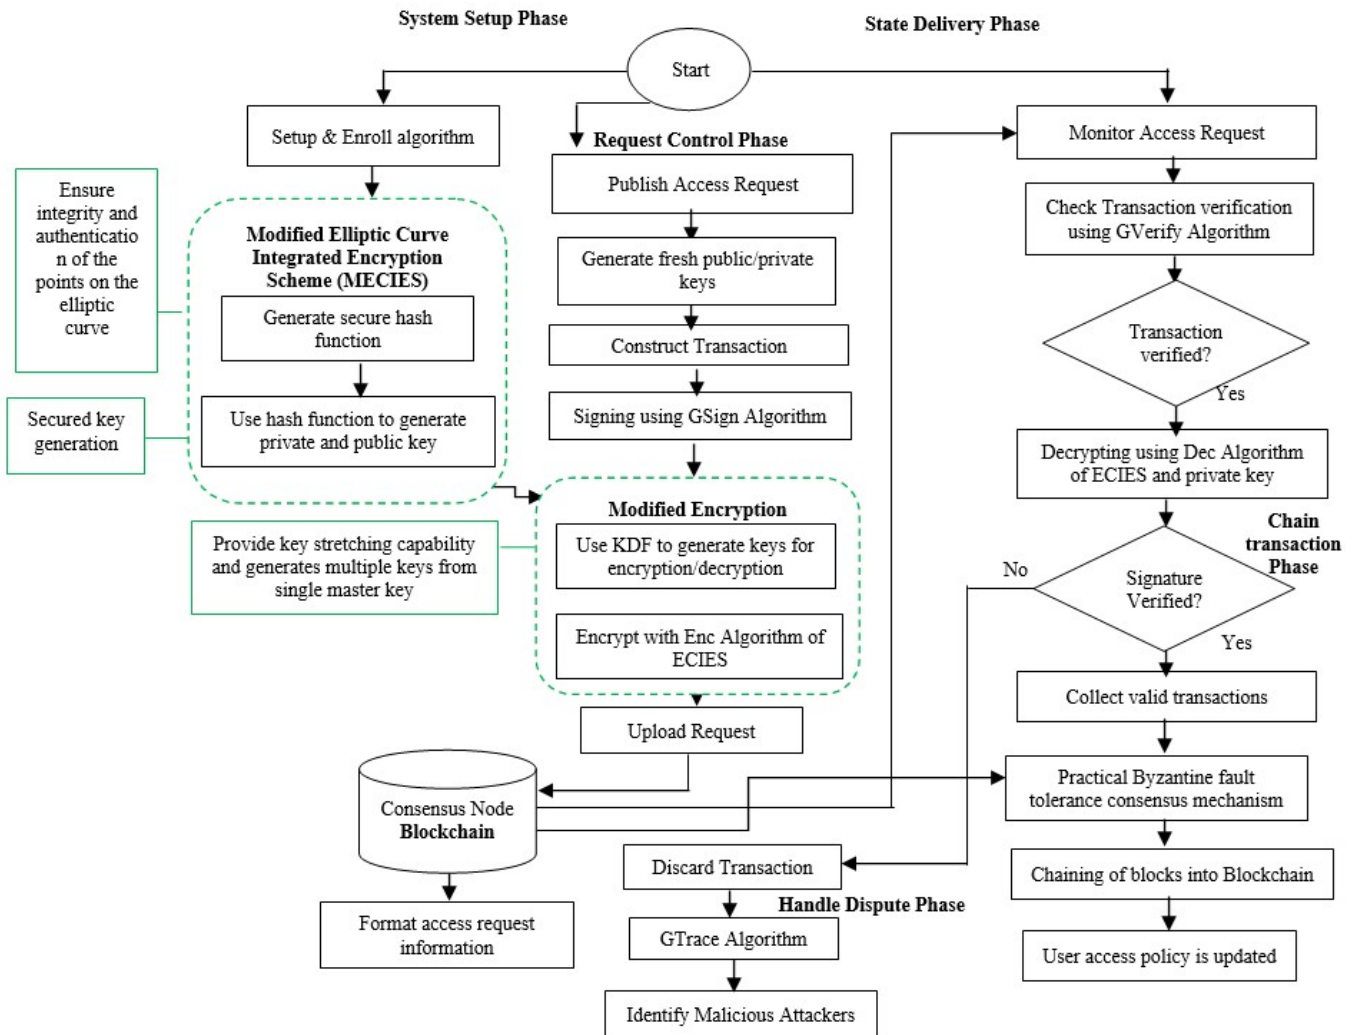 System Setup Phase
State Delivery Phase
Start
Setup & Enroll algorithm
Ensure
integrity and
authenticatio
n of the
points on the
elliptic
curve
Modified Elliptic Curve
Integrated Encryption
Scheme (MECIES)
Generate secure hash
function
Use hash function to generate
private and public key
Secured key
generation
Request Control Phase
Publish Access Request
Generate fresh public/private
keys
Construct Transaction
Signing using GSign Algorithm
Modified Encryption
Use KDF to generate keys for
encryption/decryption
Encrypt with Enc Algorithm of
ECIES
Provide key stretching capability
and generates multiple keys from
single master key
Upload Request
Consensus Node
Blockchain
Format access request
information
Monitor Access Request
Check Transaction verification
using GVerify Algorithm
Transaction
verified?
Yes
Decrypting using Dec Algorithm
of ECIES and private key
Chain
transaction
Phase
No
Signature
Verified?
Yes
Collect valid transactions
Practical Byzantine fault
tolerance consensus mechanism
Chaining of blocks into Blockchain
User access policy is updated
Discard Transaction
Handle Dispute Phase
GTrace Algorithm
Identify Malicious Attackers